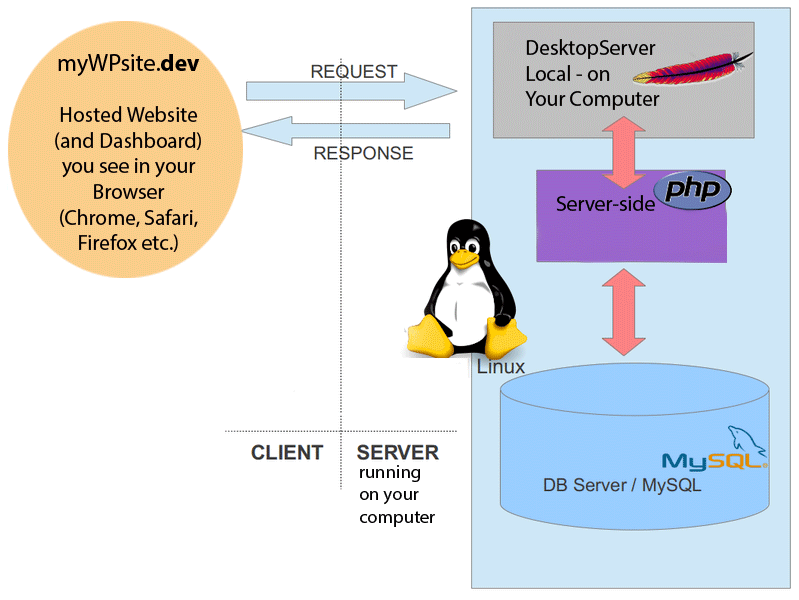 myWPsite.dev
Hosted Website
(and Dashboard)
you see in your
Browser
(Chrome, Safari,
Firefox etc.)
REQUEST
RESPONSE
DesktopServer
Local - on
Your Computer
Server-side
php
Linux
MySQL
DB Server / MySQL
CLIENT
SERVER
running
on your
computer